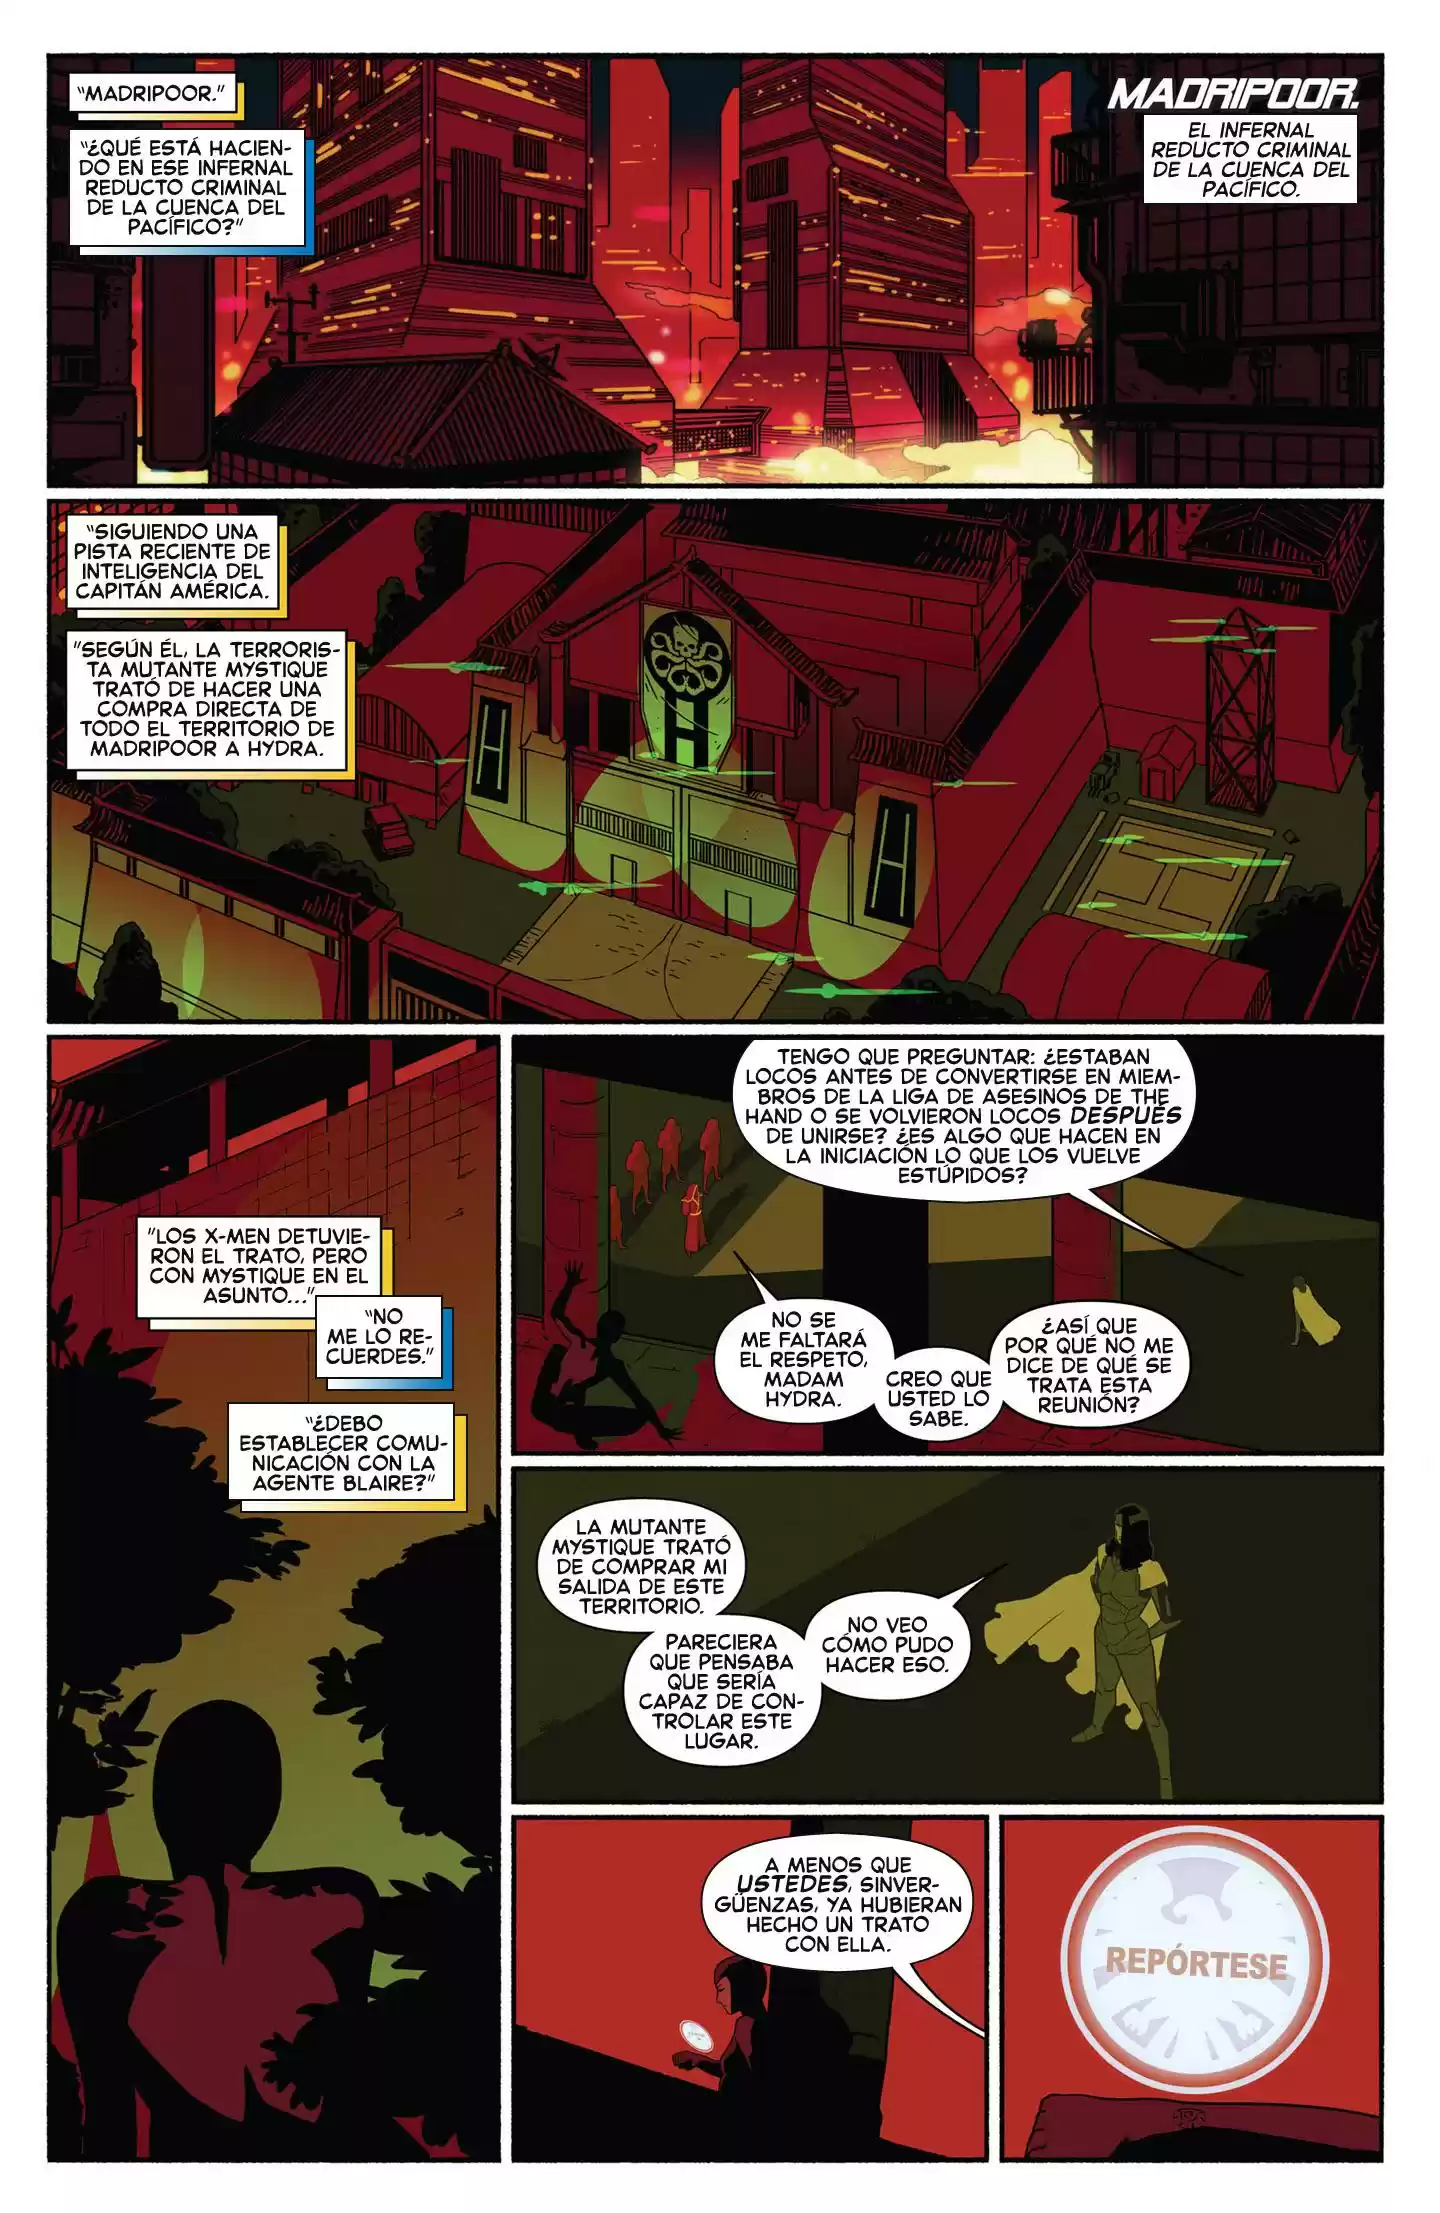 "MADRIPOOR."
"¿QUÉ ESTÁ HACIEN-
DO EN ESE INFERNAL
REDUCTO CRIMINAL
DE LA CUENCA DEL
PACÍFICO?"
MADRIPOOR.
EL INFERNAL
REDUCTO CRIMINAL
DE LA CUENCA DEL
PACÍFICO.
"SIGUIENDO UNA
PISTA RECIENTE DE
INTELIGENCIA DEL
CAPITÁN AMÉRICA.
"SEGÚN ÉL, LA TERRORIS-
TA MUTANTE MYSTIQUE
TRATÓ DE HACER UNA
COMPRA DIRECTA DE
TODO EL TERRITORIO DE
MADRIPOOR A HYDRA.
H
H
H
H
"LOS X-MEN DETUVIE-
RON EL TRATO, PERO
CON MYSTIQUE EN EL
ASUNTO..."
"NO
ME LO RE-
CUERDES."
"¿DEBO
ESTABLECER COMU-
NICACIÓN CON LA
AGENTE BLAIRE?"
TENGO QUE PREGUNTAR: ¿ESTABAN
LOCOS ANTES DE CONVERTIRSE EN MIEM-
BROS DE LA LIGA DE ASESINOS DE THE
HAND O SE VOLVIERON LOCOS DESPUÉS
DE UNIRSE? ¿ES ALGO QUE HACEN EN
LA INICIACIÓN LO QUE LOS VUELVE
ESTÚPIDOS?
NO SE
ME FALTARÁ
EL RESPETO,
MADAM
HYDRA.
CREO QUE
USTED LO
SABE.
¿ASÍ QUE
POR QUÉ NO ME
DICE DE QUÉ SE
TRATA ESTA
REUNIÓN?
LA MUTANTE
MYSTIQUE TRATÓ
DE COMPRAR MI
SALIDA DE ESTE
TERRITORIO.
PARECIERA
QUE PENSABA
QUE SERÍA
CAPAZ DE CON-
TROLAR ESTE
LUGAR.
NO VEO
CÓMO PUDO
HACER ESO.
A MENOS QUE
USTEDES, SINVER-
GÜENZAS, YA HUBIERAN
HECHO UN TRATO
CON ELLA.
REPÓRTESE